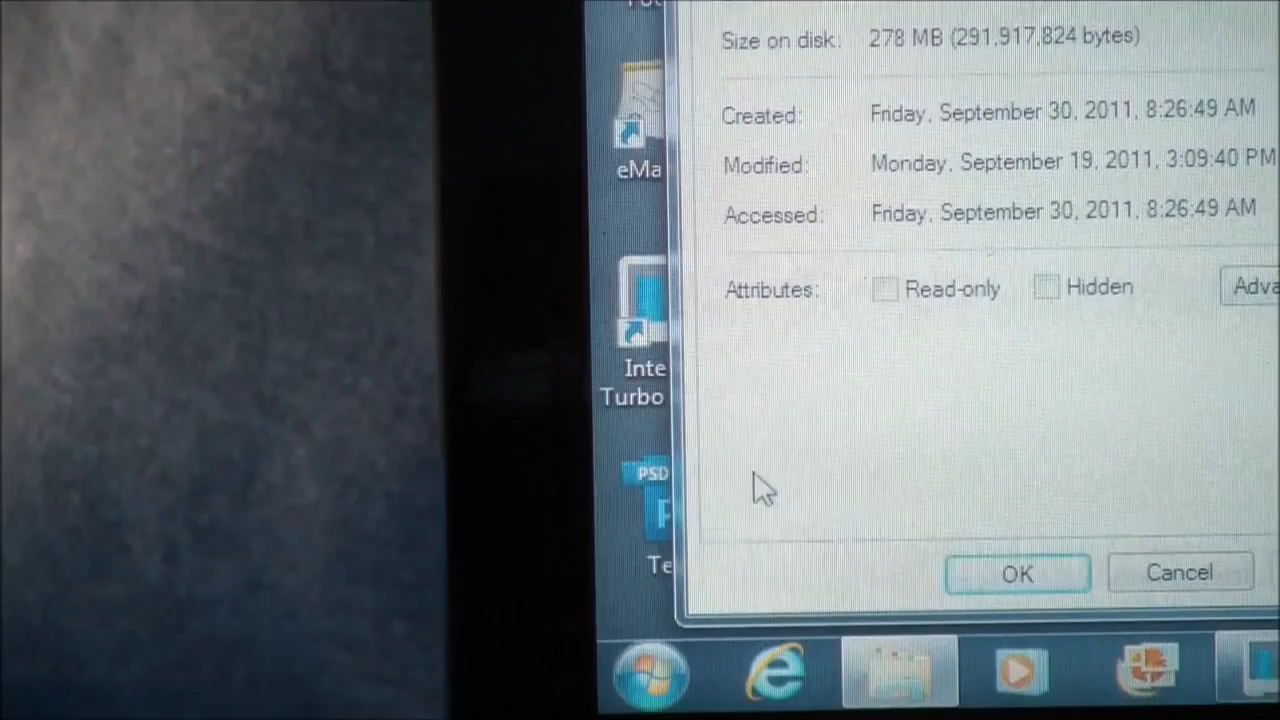 Size on disk: 278 MB (291,917,824 bytes)
eMa
Created: Friday, September 30, 2011, 8:26:49 AM
Modified: Monday, September 19, 2011, 3:09:40 PM
Accessed: Friday, September 30, 2011, 8:26:49 AM
Attributes: Read-only Hidden Adva
Inte
Turbo
PSD
P
Te
OK Cancel